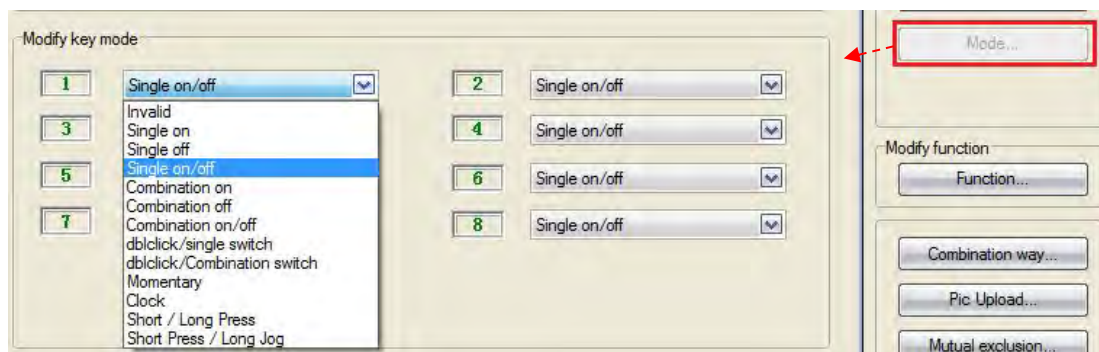 Modify key mode
1 Single on/off 2 Single on/off
Invalid
Single on
Single off
Single on/off
Combination on
Combination off
Combination on/off
dblclick/single switch
dblclick/Combination switch
Momentary
Clock
Short / Long Press
Short Press / Long Jog
3 4 Single on/off
5 6 Single on/off
7 8 Single on/off
Mode...
Modify function
Function...
Combination way...
Pic Upload...
Mutual exclusion...